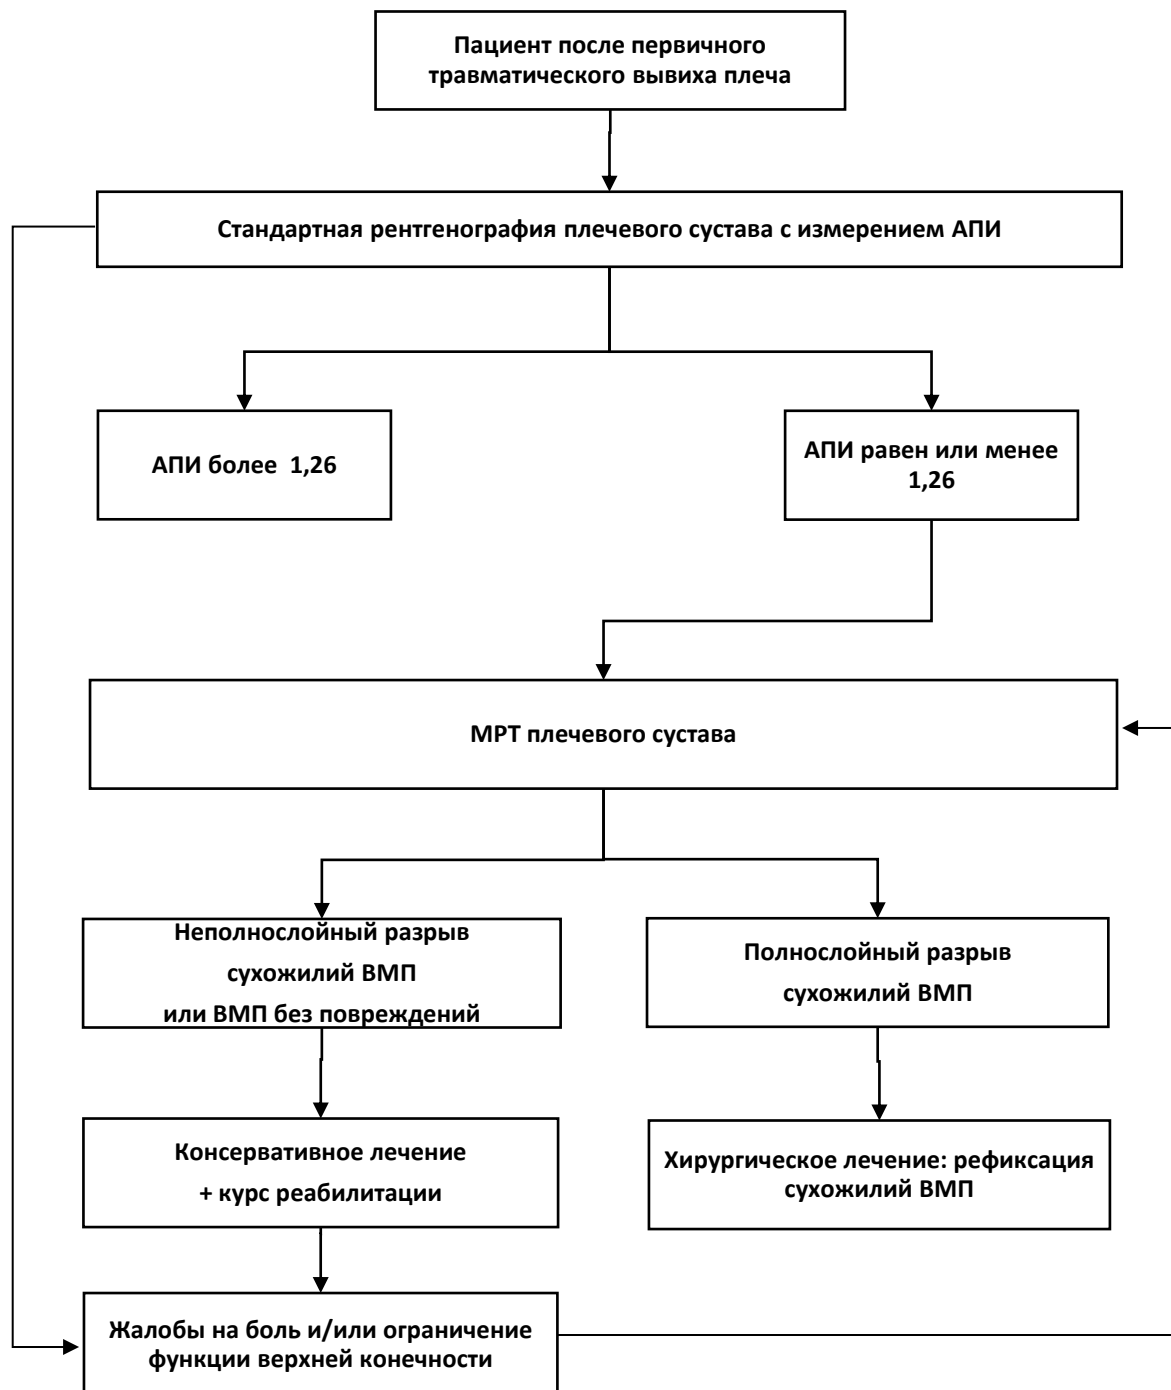 Пациент после первичного
травматического вывиха плеча
Стандартная рентгенография плечевого сустава с измерением АПИ
АПИ более 1,26
АПИ равен или менее
1,26
МРТ плечевого сустава
Неполнослойный разрыв
сухожилий ВМП
или ВМП без повреждений
Полнослойный разрыв
сухожилий ВМП
Консервативное лечение
+ курс реабилитации
Хирургическое лечение: рефиксация
сухожилий ВМП
Жалобы на боль и/или ограничение
функции верхней конечности